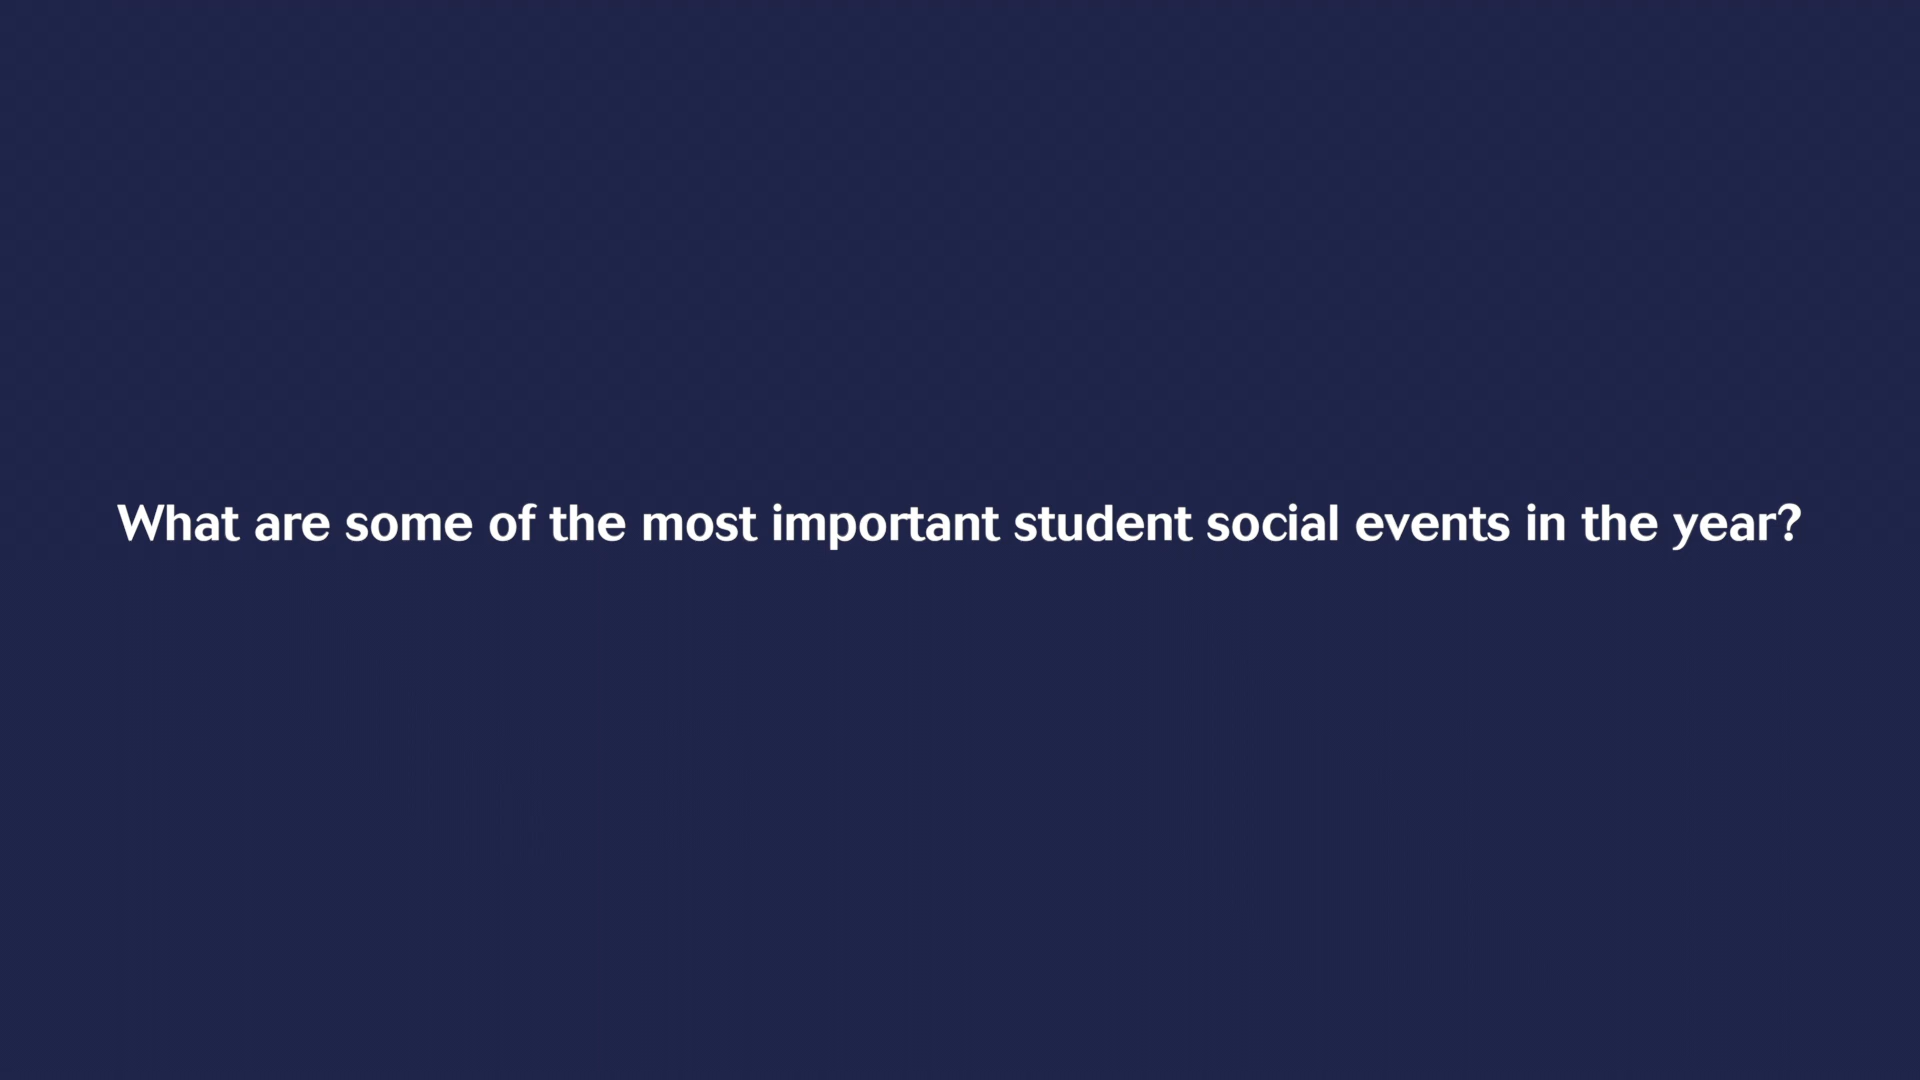 What are some of the most important student social events in the year?